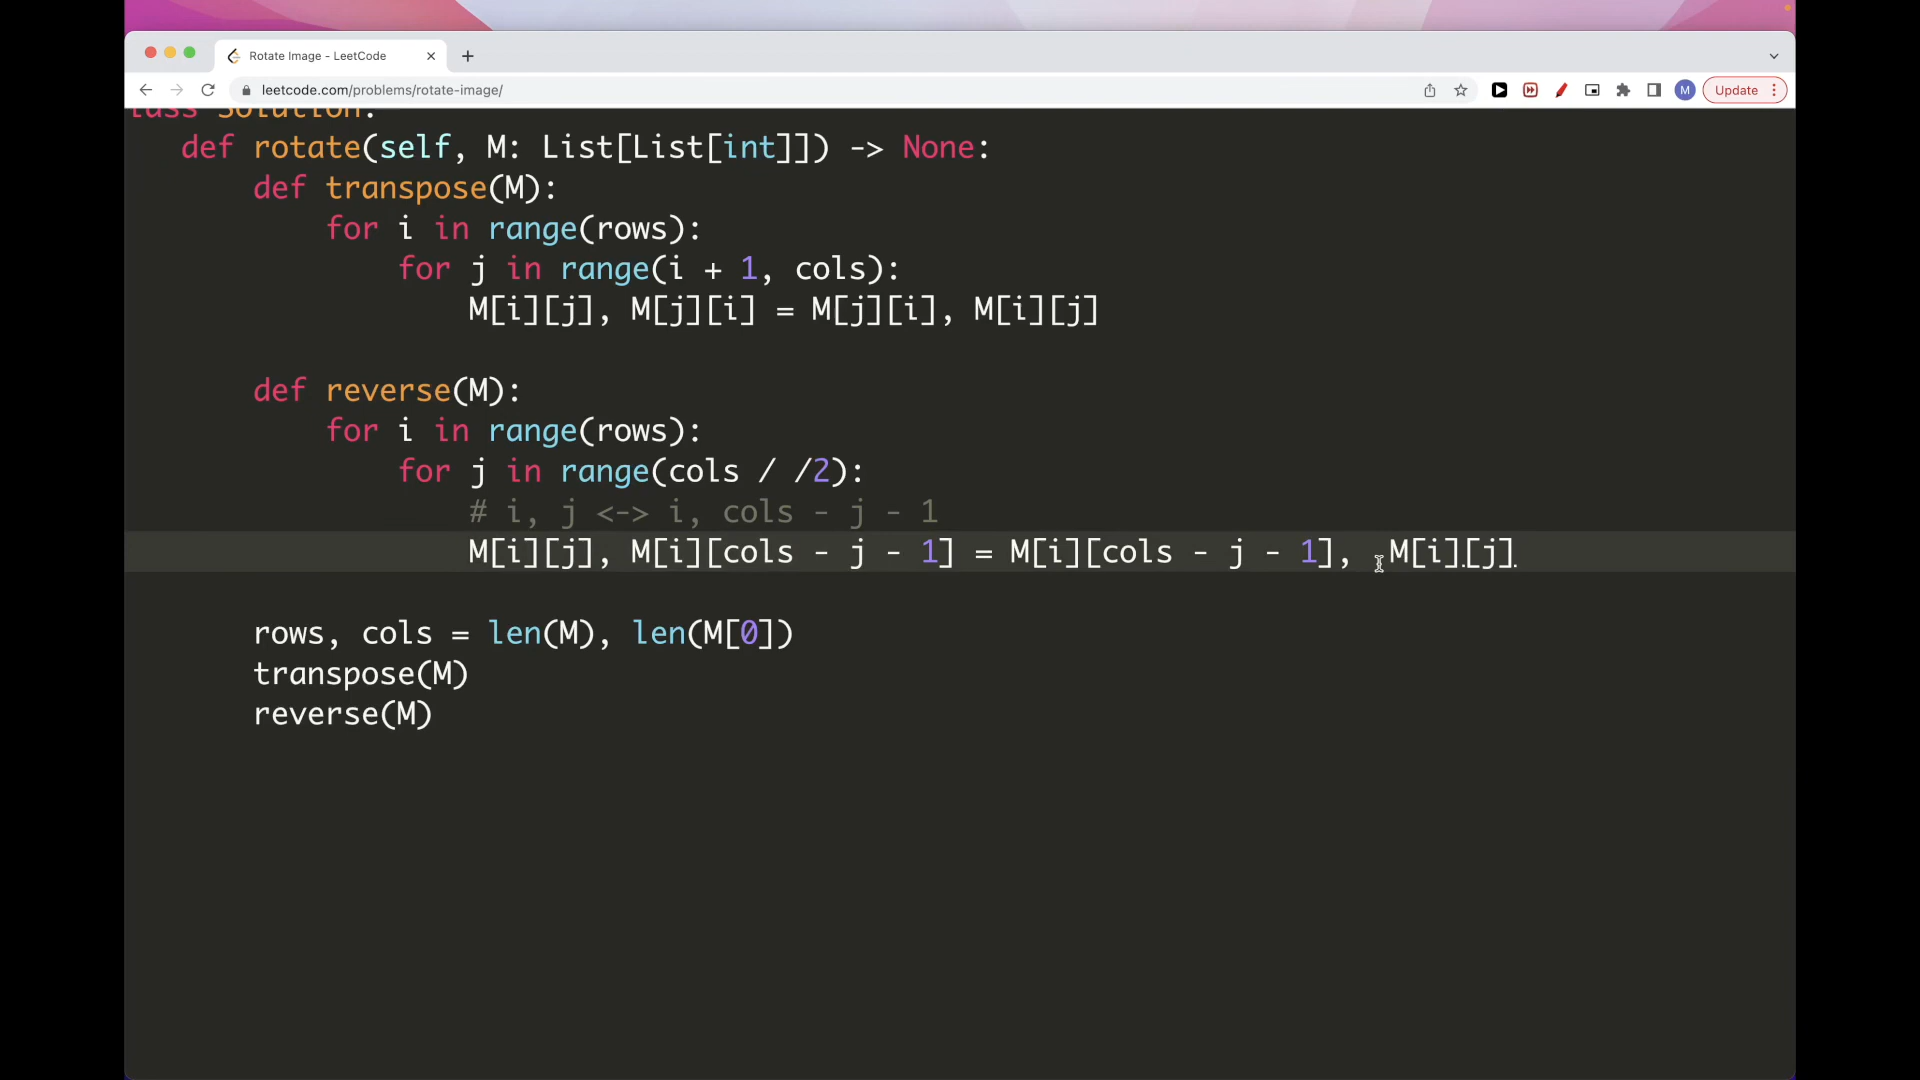 Rotate Image - LeetCode
leetcode.com/problems/rotate-image/
M
Update
lass Solution:
def rotate(self, M: List[List[int]]) -> None:
def transpose(M):
for i in range(rows):
for j in range(i + 1, cols):
M[i][j], M[j][i] = M[j][i], M[i][j]
def reverse(M):
for i in range(rows):
for j in range(cols / /2):
# i, j <-> i, cols - j - 1
M[i][j], M[i][cols - j - 1] = M[i][cols - j - 1], M[i][j]
rows, cols = len(M), len(M[0])
transpose(M)
reverse(M)